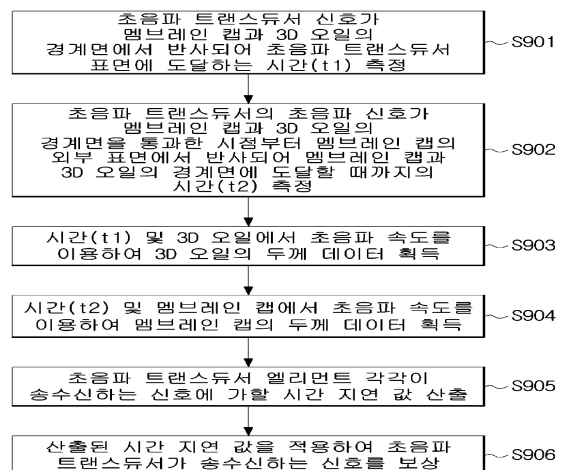 초음파 트랜스듀서 신호가
멤브레인 캡과 3D 오일의
경계면에서 반사되어 초음파 트랜스듀서
표면에 도달하는 시간(t1) 측정
S901
초음파 트랜스듀서의 초음파 신호가
멤브레인 캡과 3D 오일의
경계면을 통과한 시점부터 멤브레인 캡의
외부 표면에서 반사되어 멤브레인 캡과
3D 오일의 경계면에 도달할 때까지의
시간(t2) 측정
S902
시간(t1) 및 3D 오일에서 초음파 속도를
이용하여 3D 오일의 두께 데이터 획득
S903
시간(t2) 및 멤브레인 캡에서 초음파 속도를
이용하여 멤브레인 캡의 두께 데이터 획득
S904
초음파 트랜스듀서 엘리먼트 각각이
송수신하는 신호에 가할 시간 지연 값 산출
S905
산출된 시간 지연 값을 적용하여 초음파
트랜스듀서가 송수신하는 신호를 보상
S906